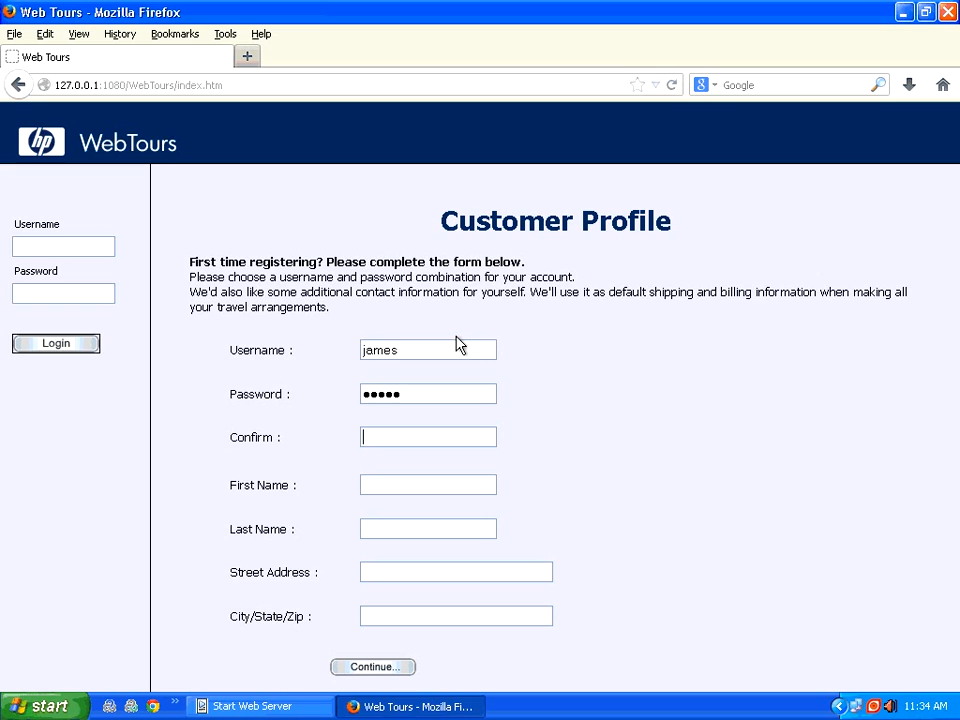 Web Tours - Mozilla Firefox
File Edit View History Bookmarks Tools Help
Web Tours
127.0.0.1:1080/WebTours/index.htm
Google
hp WebTours
Username
Password
Login
Customer Profile
First time registering? Please complete the form below.
Please choose a username and password combination for your account.
We'd also like some additional contact information for yourself. We'll use it as default shipping and billing information when making all
your travel arrangements.
Username : james
Password : •••••
Confirm :
First Name :
Last Name :
Street Address :
City/State/Zip :
Continue...
start Start Web Server Web Tours - Mozilla Fi... 11:34 AM